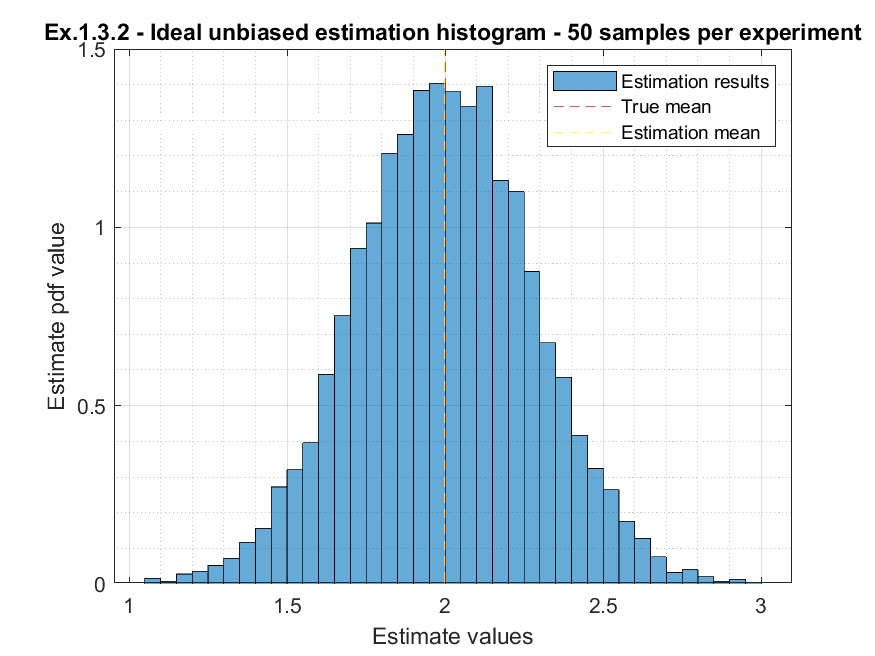 Ex.1.3.2 - Ideal unbiased estimation histogram - 50 samples per experiment
1.5
Estimation results
True mean
Estimation mean
1
Estimate pdf value
0.5
0
1
1.5
2
2.5
3
Estimate values